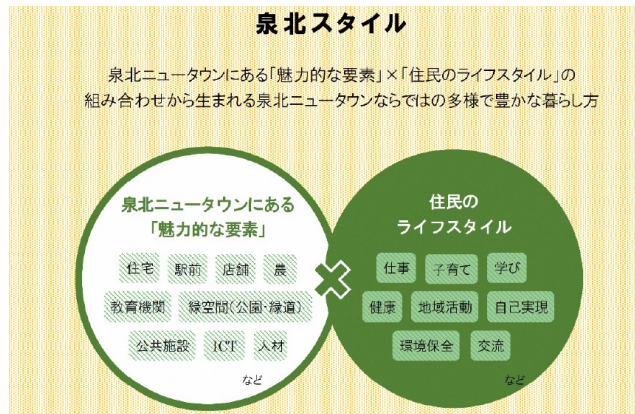 泉北スタイル
泉北ニュータウンにある「魅力的な要素」×「住民のライフスタイル」の
組み合わせから生まれる泉北ニュータウンならではの多様で豊かな暮らし方
泉北ニュータウンにある
「魅力的な要素」
住宅 駅前 店舗 農
教育機関 緑空間(公園・緑道)
公共施設 ICT 人材
など
×
住民の
ライフスタイル
仕事 子育て 学び
健康 地域活動 自己実現
環境保全 交流
など